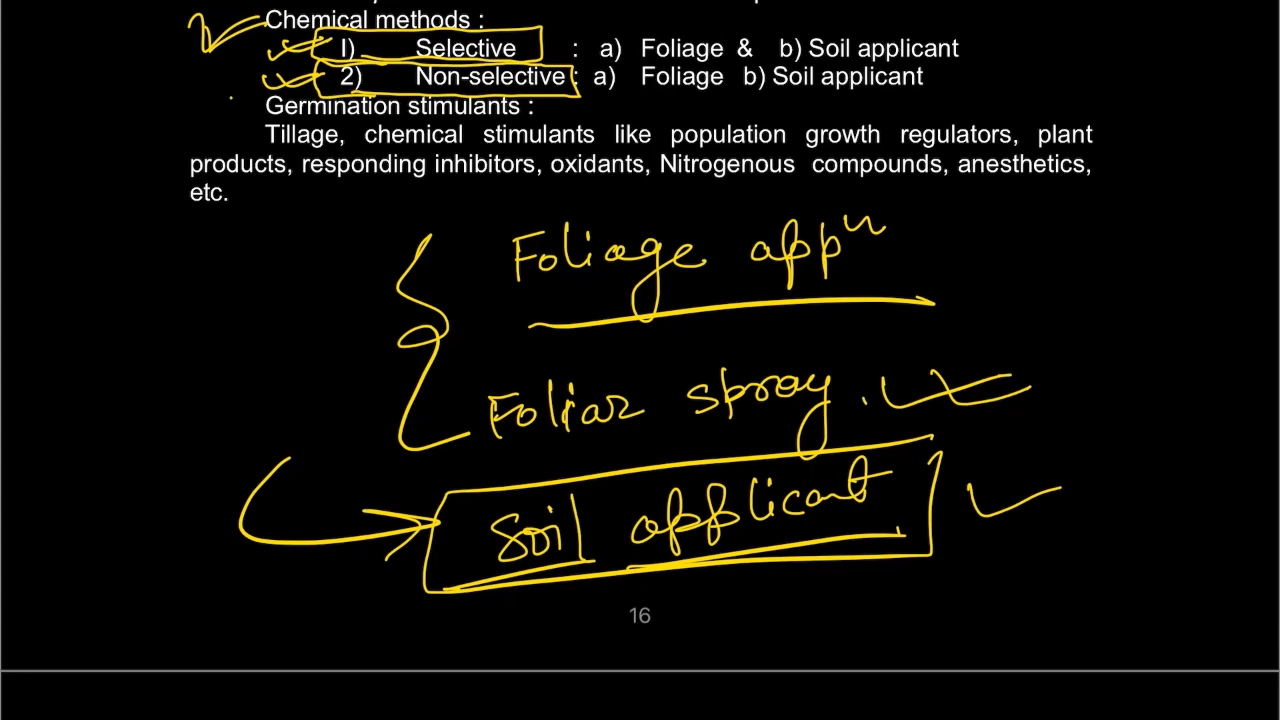 Chemical methods :
1) Selective : a) Foliage & b) Soil applicant
2) Non-selective : a) Foliage b) Soil applicant
Germination stimulants :
Tillage, chemical stimulants like population growth regulators, plant
products, responding inhibitors, oxidants, Nitrogenous compounds, anesthetics,
etc.
Foliage appn
Foliar spray.
Soil applicant
16